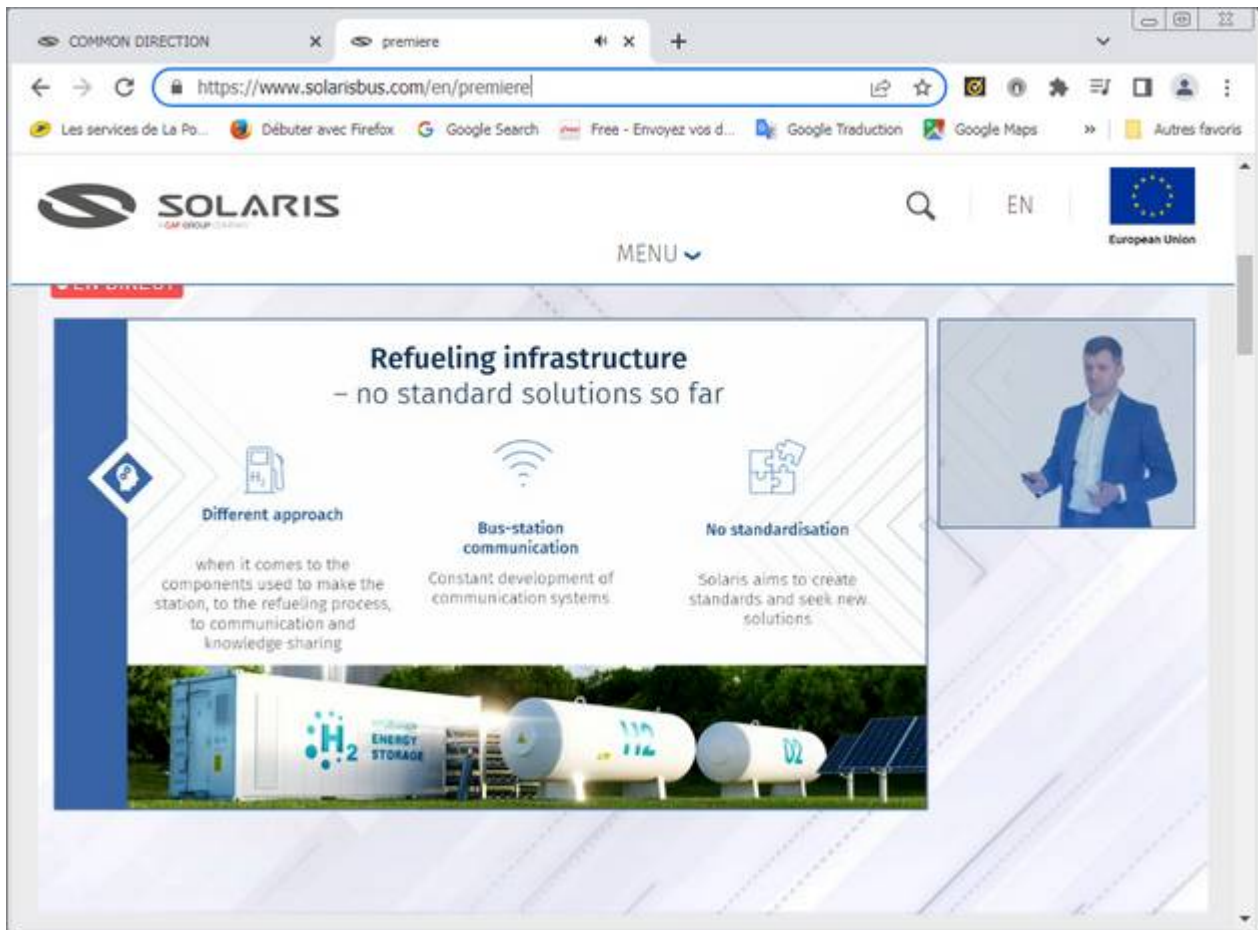 COMMON DIRECTION
premiere
https://www.solarisbus.com/en/premiere
Les services de La Po...
Débuter avec Firefox
Google Search
Free - Envoyez vos d...
Google Traduction
Google Maps
»
Autres favoris
SOLARIS
EN
European Union
MENU
EN DIRECT
Refueling infrastructure
– no standard solutions so far
H₂
Different approach
when it comes to the
components used to make the
station, to the refueling process,
to communication and
knowledge sharing
Bus-station
communication
Constant development of
communication systems
No standardisation
Solaris aims to create
standards and seek new
solutions
H2
ENERGY
STORAGE
H2
O2